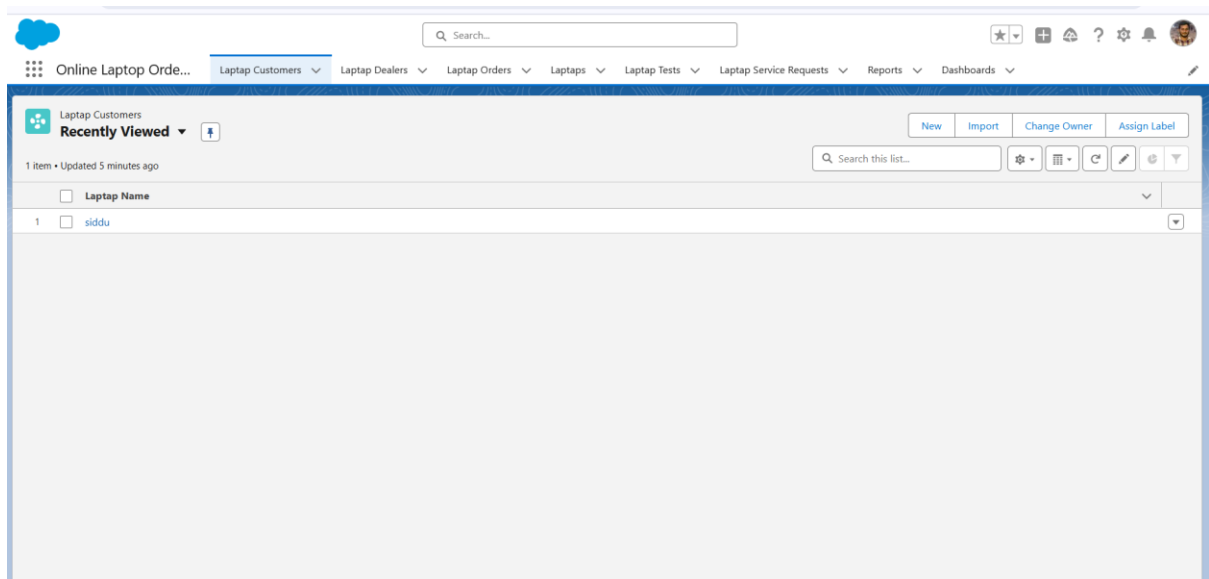 Search...
Online Laptop Orde... Laptap Customers Laptap Dealers Laptap Orders Laptaps Laptap Tests Laptap Service Requests Reports Dashboards
Laptap Customers
Recently Viewed
New Import Change Owner Assign Label
1 item • Updated 5 minutes ago
Search this list...
Laptap Name
1 siddu